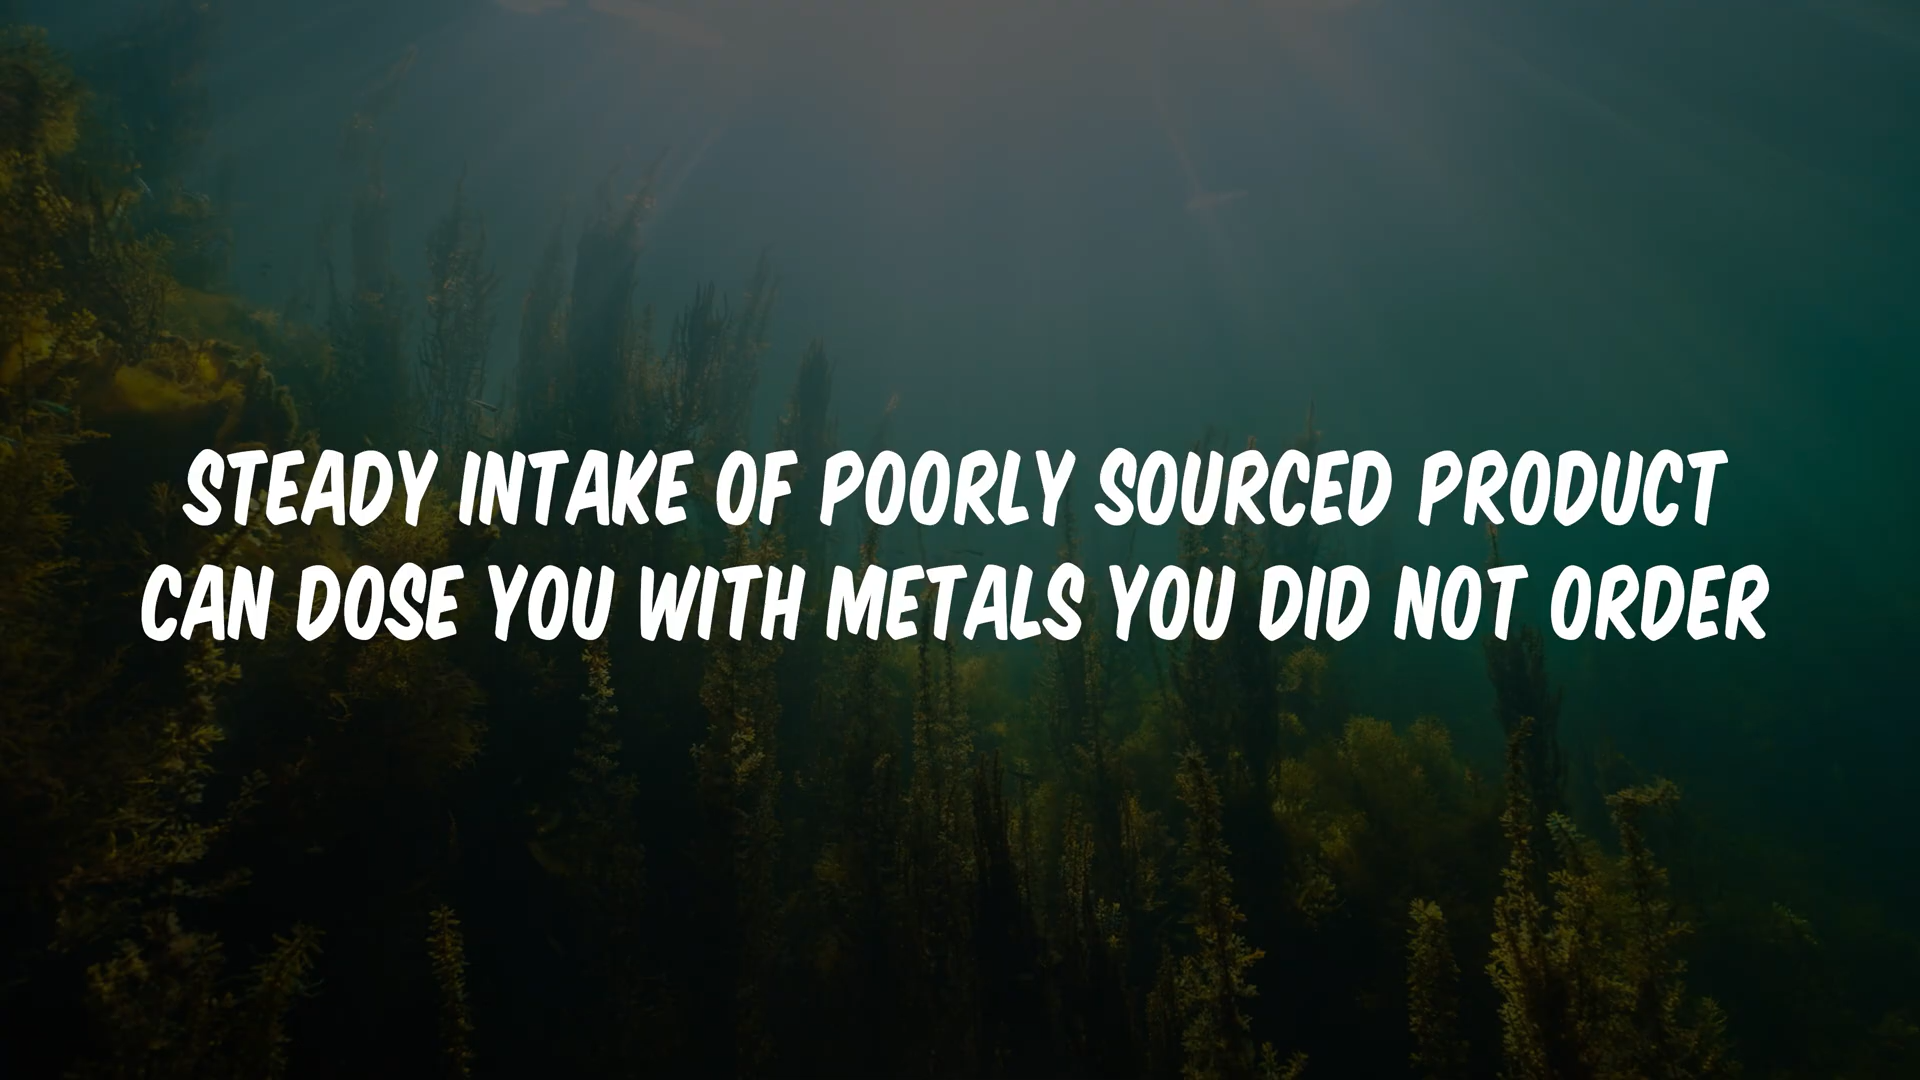 STEADY INTAKE OF POORLY SOURCED PRODUCT
CAN DOSE YOU WITH METALS YOU DID NOT ORDER